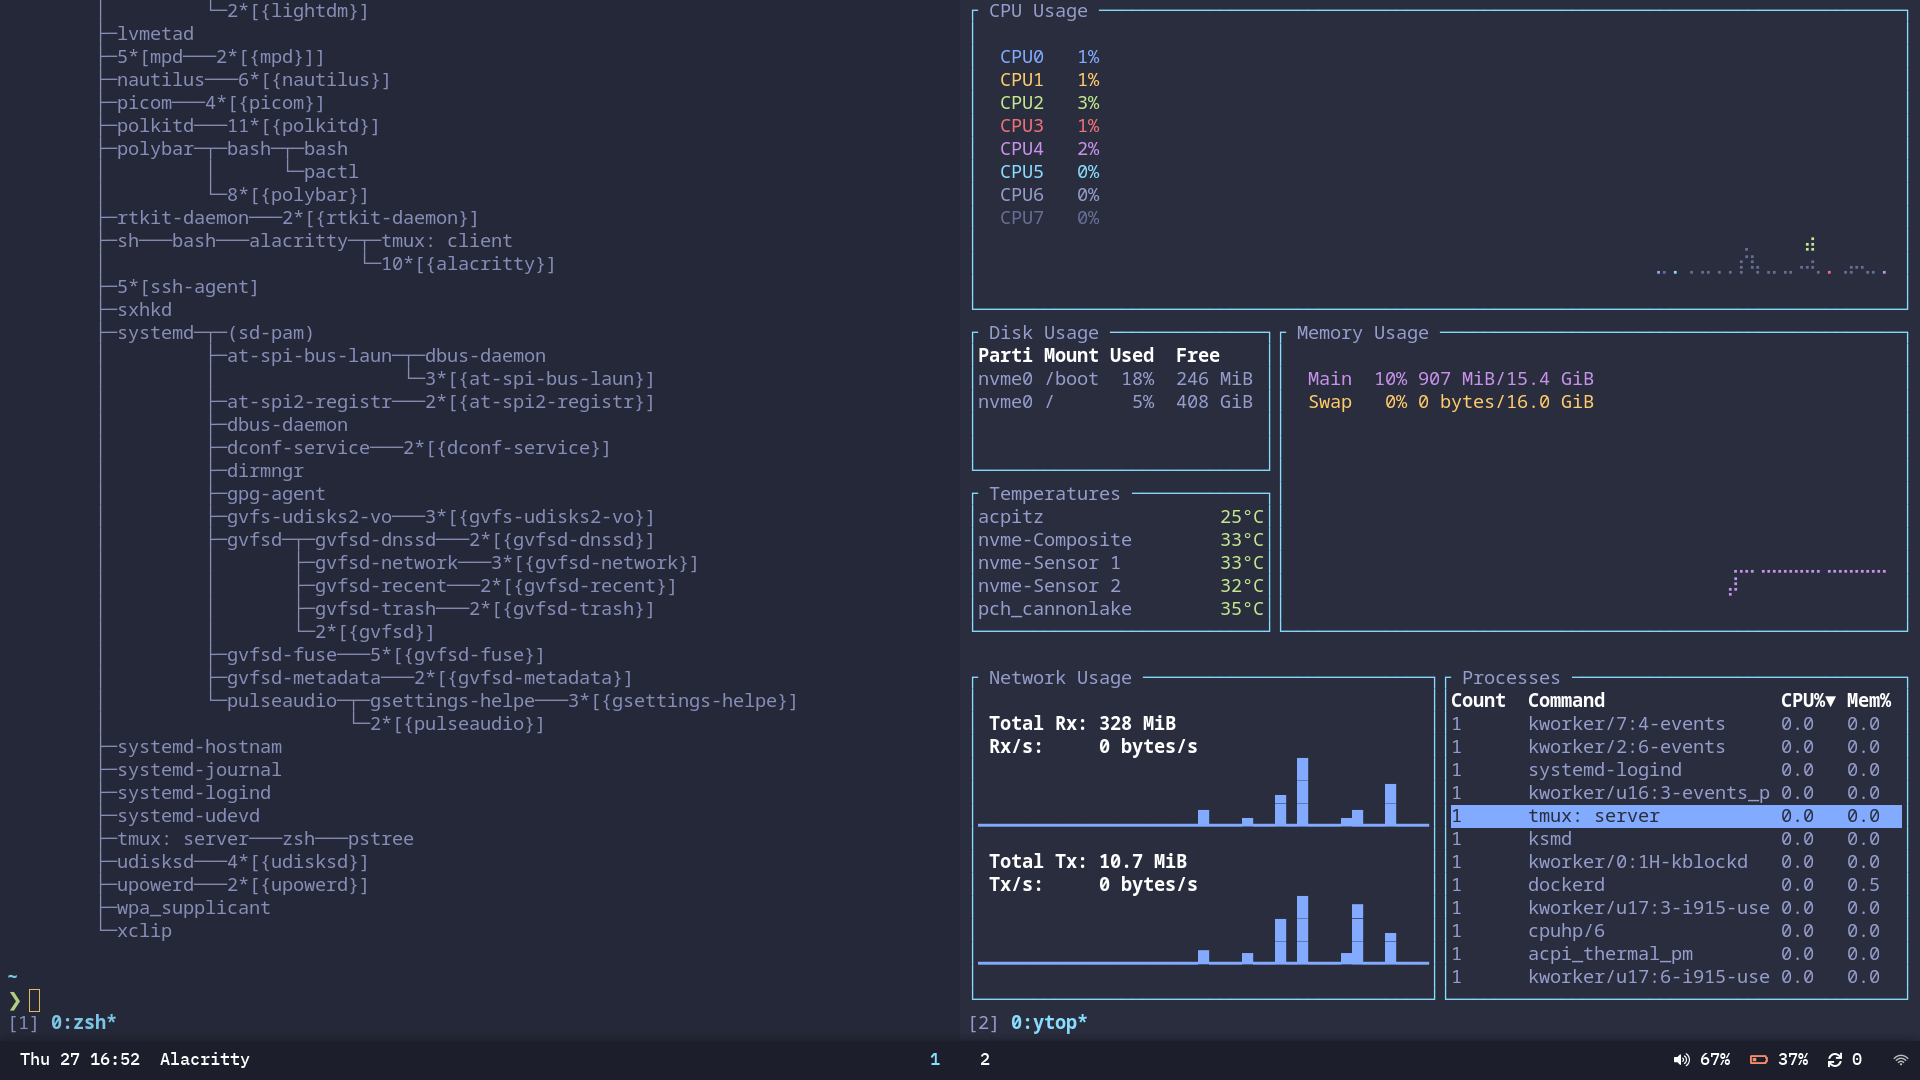 └─2*[{lightdm}]
├─lvmetad
├─5*[mpd───2*[{mpd}]]
├─nautilus───6*[{nautilus}]
├─picom───4*[{picom}]
├─polkitd───11*[{polkitd}]
├─polybar─┬─bash─┬─bash
│         │      └─pactl
│         └─8*[{polybar}]
├─rtkit-daemon───2*[{rtkit-daemon}]
├─sh───bash───alacritty─┬─tmux: client
│                       └─10*[{alacritty}]
├─5*[ssh-agent]
├─sxhkd
├─systemd─┬─(sd-pam)
│         ├─at-spi-bus-laun─┬─dbus-daemon
│         │                 └─3*[{at-spi-bus-laun}]
│         ├─at-spi2-registr───2*[{at-spi2-registr}]
│         ├─dbus-daemon
│         ├─dconf-service───2*[{dconf-service}]
│         ├─dirmngr
│         ├─gpg-agent
│         ├─gvfs-udisks2-vo───3*[{gvfs-udisks2-vo}]
│         ├─gvfsd─┬─gvfsd-dnssd───2*[{gvfsd-dnssd}]
│         │       ├─gvfsd-network───3*[{gvfsd-network}]
│         │       ├─gvfsd-recent───2*[{gvfsd-recent}]
│         │       ├─gvfsd-trash───2*[{gvfsd-trash}]
│         │       └─2*[{gvfsd}]
│         ├─gvfsd-fuse───5*[{gvfsd-fuse}]
│         ├─gvfsd-metadata───2*[{gvfsd-metadata}]
│         └─pulseaudio─┬─gsettings-helpe───3*[{gsettings-helpe}]
│                      └─2*[{pulseaudio}]
├─systemd-hostnam
├─systemd-journal
├─systemd-logind
├─systemd-udevd
├─tmux: server───zsh───pstree
├─udisksd───4*[{udisksd}]
├─upowerd───2*[{upowerd}]
├─wpa_supplicant
└─xclip
~
❯
[1] 0:zsh*
CPU Usage
CPU0 1%
CPU1 1%
CPU2 3%
CPU3 1%
CPU4 2%
CPU5 0%
CPU6 0%
CPU7 0%
Disk Usage
Parti Mount Used Free
nvme0 /boot 18% 246 MiB
nvme0 / 5% 408 GiB
Memory Usage
Main 10% 907 MiB/15.4 GiB
Swap 0% 0 bytes/16.0 GiB
Temperatures
acpitz 25°C
nvme-Composite 33°C
nvme-Sensor 1 33°C
nvme-Sensor 2 32°C
pch_cannonlake 35°C
Network Usage
Total Rx: 328 MiB
Rx/s: 0 bytes/s
Total Tx: 10.7 MiB
Tx/s: 0 bytes/s
Processes
Count Command CPU%▼ Mem%
1 kworker/7:4-events 0.0 0.0
1 kworker/2:6-events 0.0 0.0
1 systemd-logind 0.0 0.0
1 kworker/u16:3-events_p 0.0 0.0
1 tmux: server 0.0 0.0
1 ksmd 0.0 0.0
1 kworker/0:1H-kblockd 0.0 0.0
1 dockerd 0.0 0.5
1 kworker/u17:3-i915-use 0.0 0.0
1 cpuhp/6 0.0 0.0
1 acpi_thermal_pm 0.0 0.0
1 kworker/u17:6-i915-use 0.0 0.0
[2] 0:ytop*
Thu 27 16:52 Alacritty 1 2 67% 37% 0